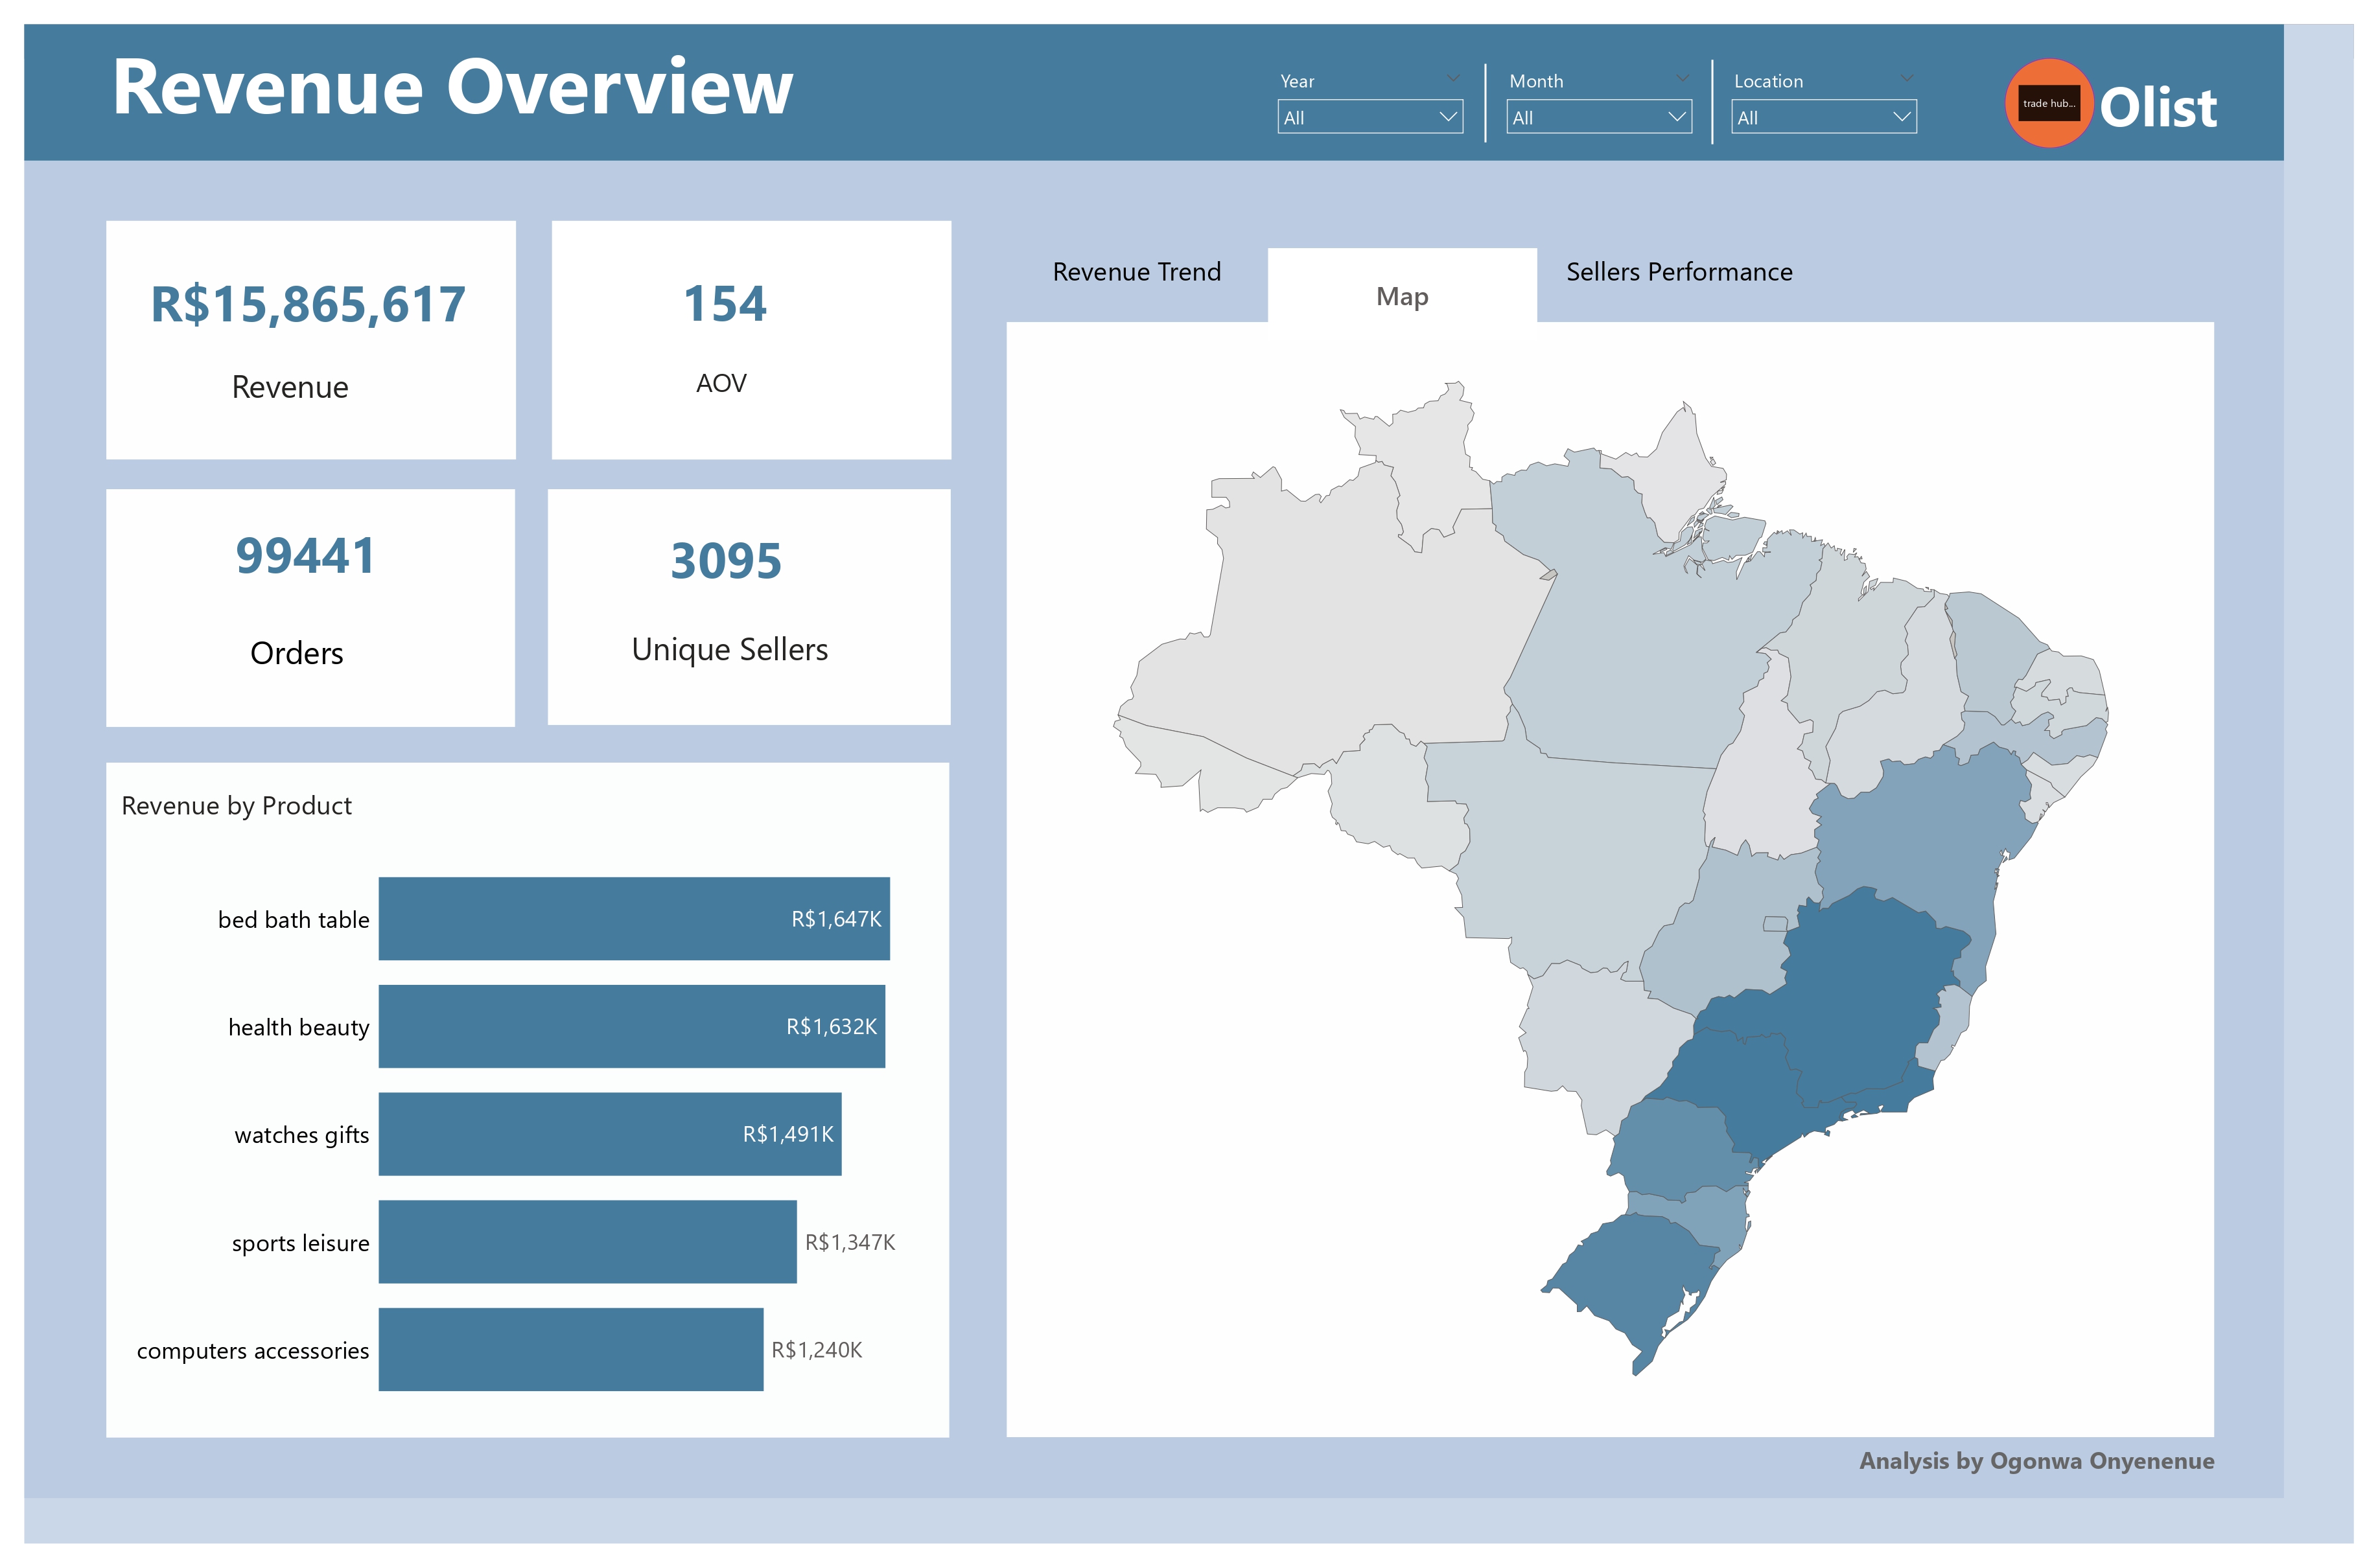 Revenue Overview
Year
All
Month
All
Location
All
trade hub...
Olist
R$15,865,617
Revenue
154
AOV
99441
Orders
3095
Unique Sellers
Revenue by Product
bed bath table
R$1,647K
health beauty
R$1,632K
watches gifts
R$1,491K
sports leisure
R$1,347K
computers accessories
R$1,240K
Revenue Trend
Map
Sellers Performance
Analysis by Ogonwa Onyenenue